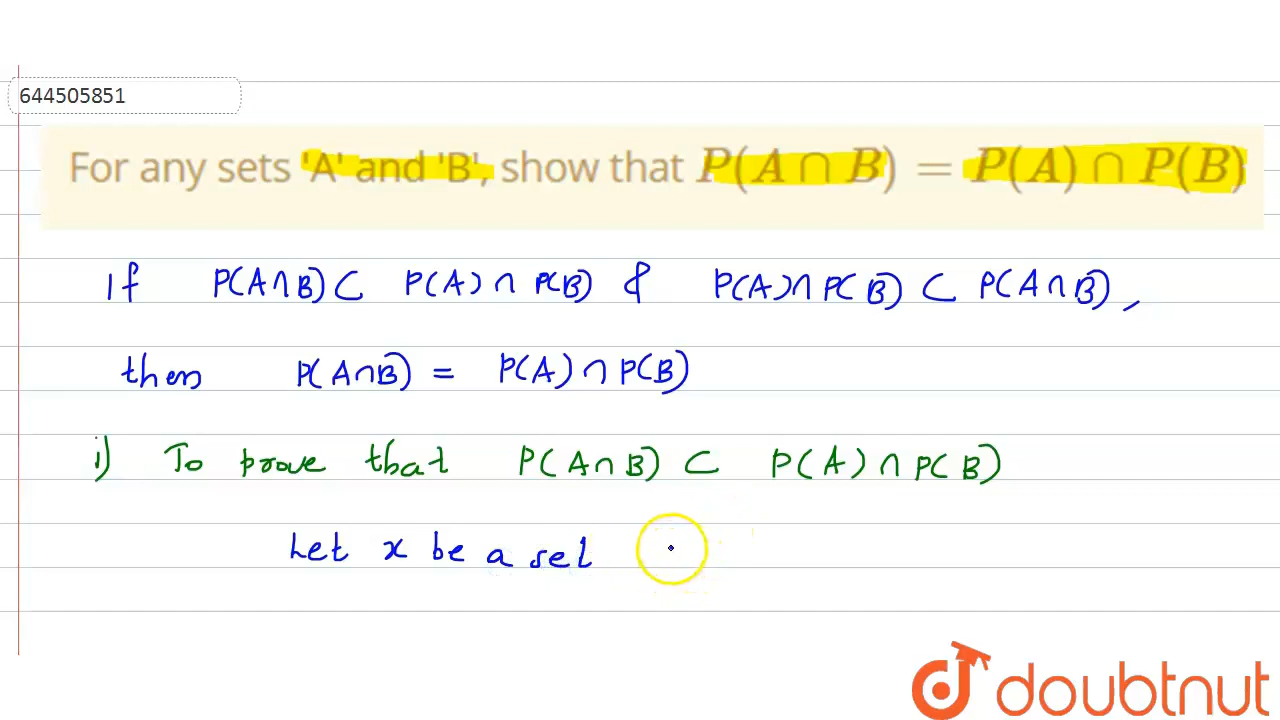 644505851
For any sets 'A' and 'B', show that P(A ∩ B) = P(A) ∩ P(B)
If P(A∩B) ⊂ P(A) ∩ P(B) & P(A)∩P(B) ⊂ P(A∩B),
then P(A∩B) = P(A) ∩ P(B)
i) To prove that P(A∩B) ⊂ P(A) ∩ P(B)
Let x be a set
doubtnut